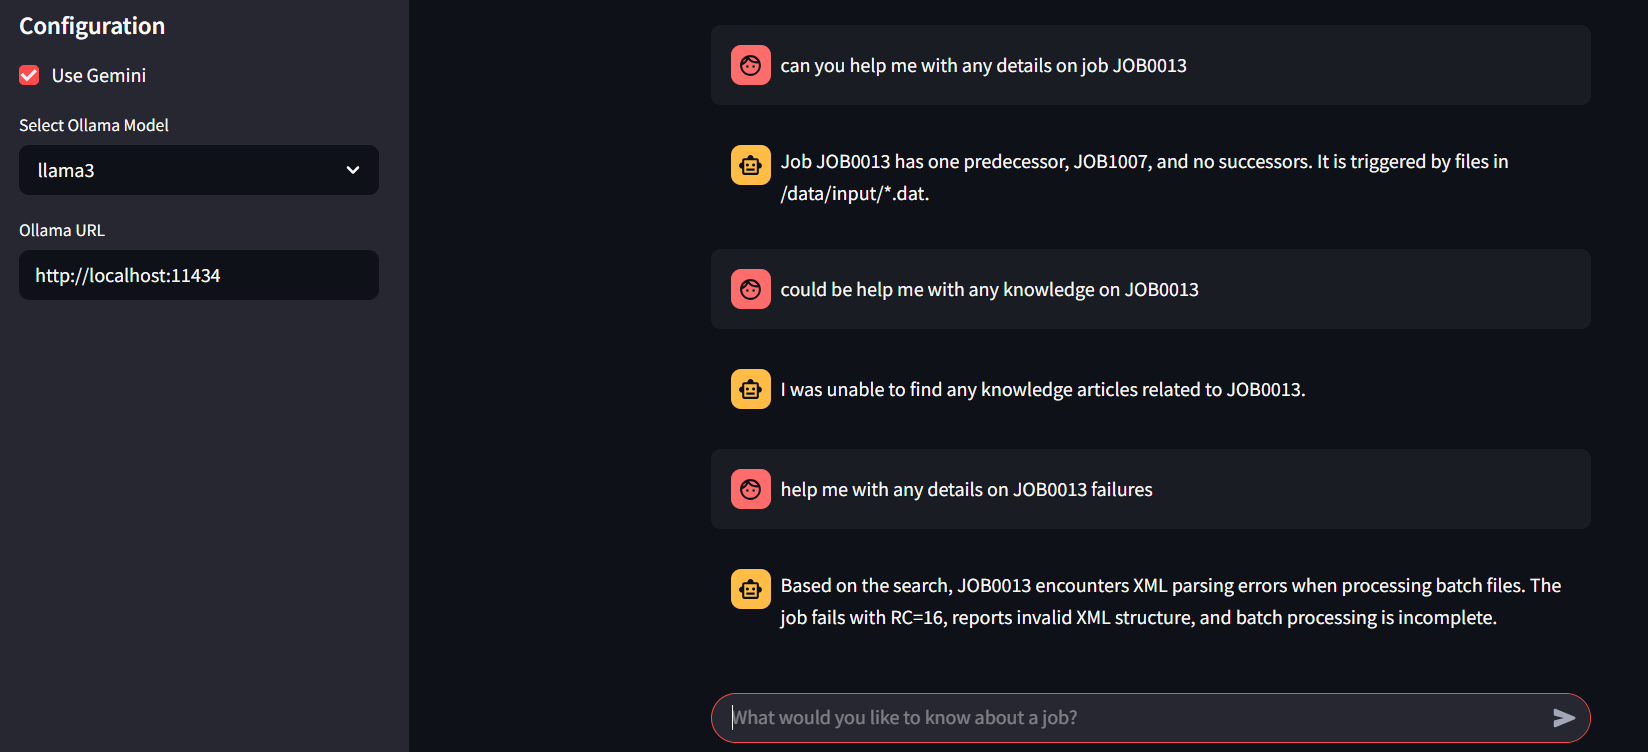 Configuration
Use Gemini
Select Ollama Model
llama3
Ollama URL
http://localhost:11434
can you help me with any details on job JOB0013
Job JOB0013 has one predecessor, JOB1007, and no successors. It is triggered by files in
/data/input/*.dat.
could be help me with any knowledge on JOB0013
I was unable to find any knowledge articles related to JOB0013.
help me with any details on JOB0013 failures
Based on the search, JOB0013 encounters XML parsing errors when processing batch files. The
job fails with RC=16, reports invalid XML structure, and batch processing is incomplete.
What would you like to know about a job?